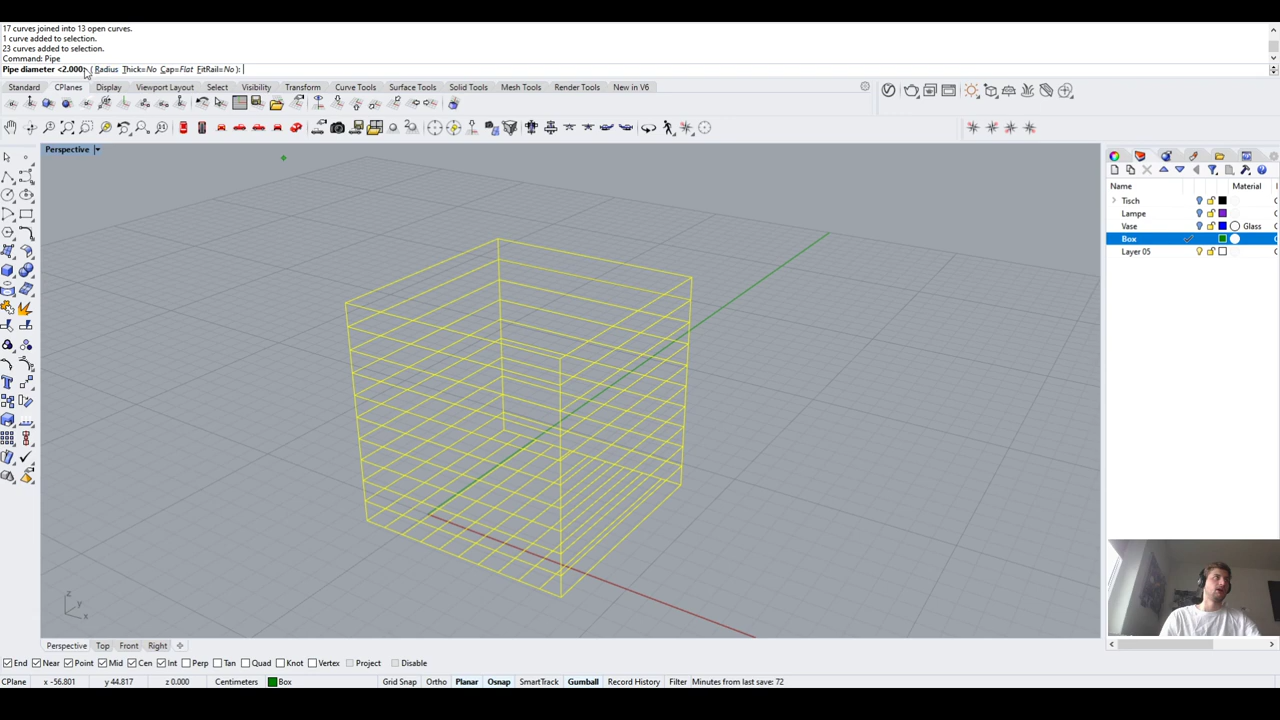 17 curves joined into 13 open curves.
1 curve added to selection.
23 curves added to selection.
Command: Pipe
Pipe diameter <2.000>: ( Radius Thick=No Cap=Flat FitRail=No ):
Standard CPlanes Display Viewport Layout Select Visibility Transform Curve Tools Surface Tools Solid Tools Mesh Tools Render Tools New in V6
Perspective
Name Material
Tisch
Lampe
Vase Glass
Box
Layer 05
z
y
x
Perspective Top Front Right
End Near Point Mid Cen Int Perp Tan Quad Knot Vertex Project Disable
CPlane x -56.801 y 44.817 z 0.000 Centimeters Box Grid Snap Ortho Planar Osnap SmartTrack Gumball Record History Filter Minutes from last save: 72